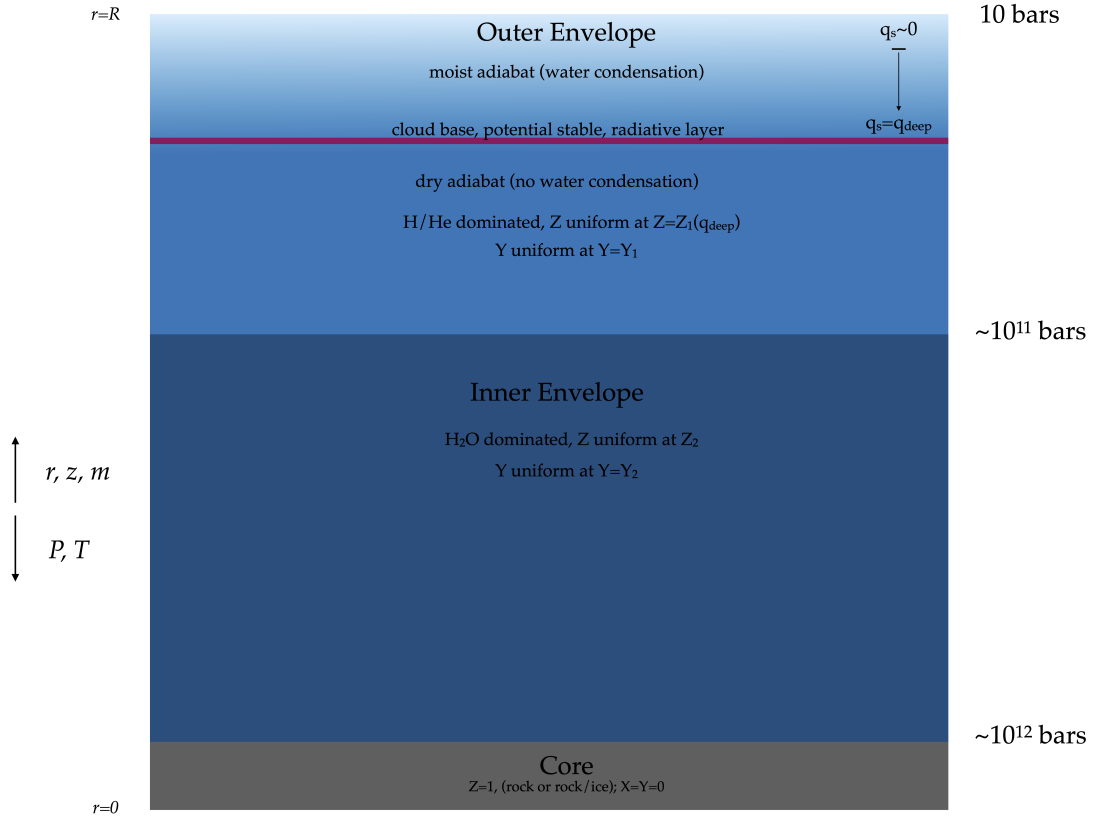 r=R
10 bars
Outer Envelope
qₛ~0
moist adiabat (water condensation)
cloud base, potential stable, radiative layer
qₛ=q_deep
dry adiabat (no water condensation)
H/He dominated, Z uniform at Z=Z₁(q_deep)
Y uniform at Y=Y₁
~10¹¹ bars
Inner Envelope
H₂O dominated, Z uniform at Z₂
Y uniform at Y=Y₂
r, z, m
P, T
~10¹² bars
Core
Z=1, (rock or rock/ice); X=Y=0
r=0